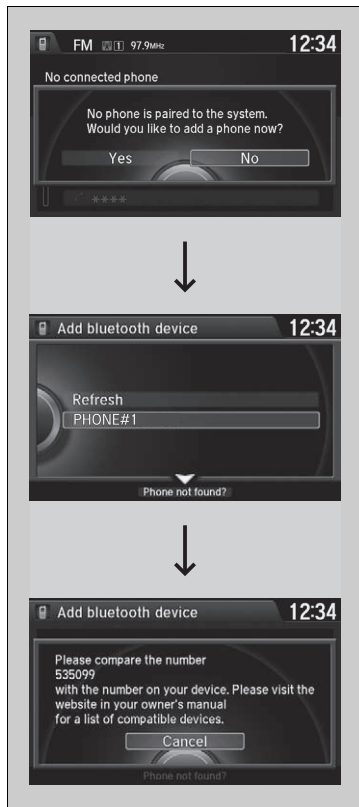 FM 1 97.9MHz 12:34
No connected phone
No phone is paired to the system.
Would you like to add a phone now?
Yes No
****
Add bluetooth device 12:34
Refresh
PHONE#1
Phone not found?
Add bluetooth device 12:34
Please compare the number
535099
with the number on your device. Please visit the
website in your owner's manual
for a list of compatible devices.
Cancel
Phone not found?